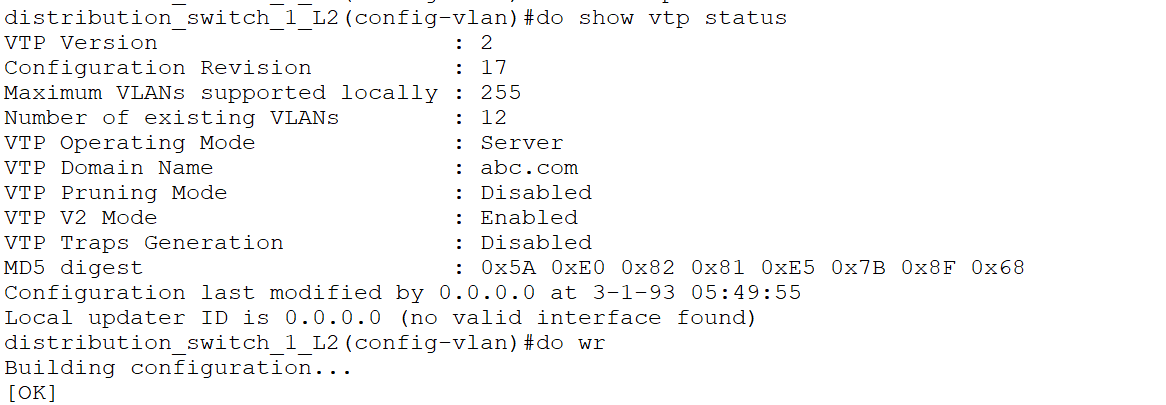 distribution_switch_1_L2(config-vlan)#do show vtp status
VTP Version                     : 2
Configuration Revision          : 17
Maximum VLANs supported locally : 255
Number of existing VLANs        : 12
VTP Operating Mode              : Server
VTP Domain Name                 : abc.com
VTP Pruning Mode                : Disabled
VTP V2 Mode                     : Enabled
VTP Traps Generation            : Disabled
MD5 digest                      : 0x5A 0xE0 0x82 0x81 0xE5 0x7B 0x8F 0x68
Configuration last modified by 0.0.0.0 at 3-1-93 05:49:55
Local updater ID is 0.0.0.0 (no valid interface found)
distribution_switch_1_L2(config-vlan)#do wr
Building configuration...
[OK]